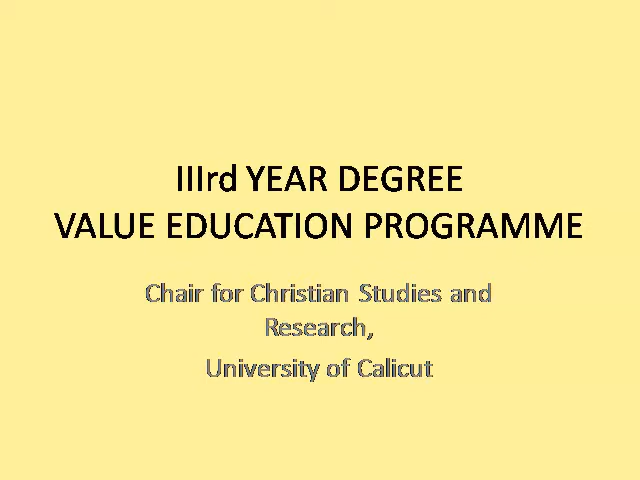 IIIrd YEAR DEGREE
VALUE EDUCATION PROGRAMME
Chair for Christian Studies and
Research,
University of Calicut